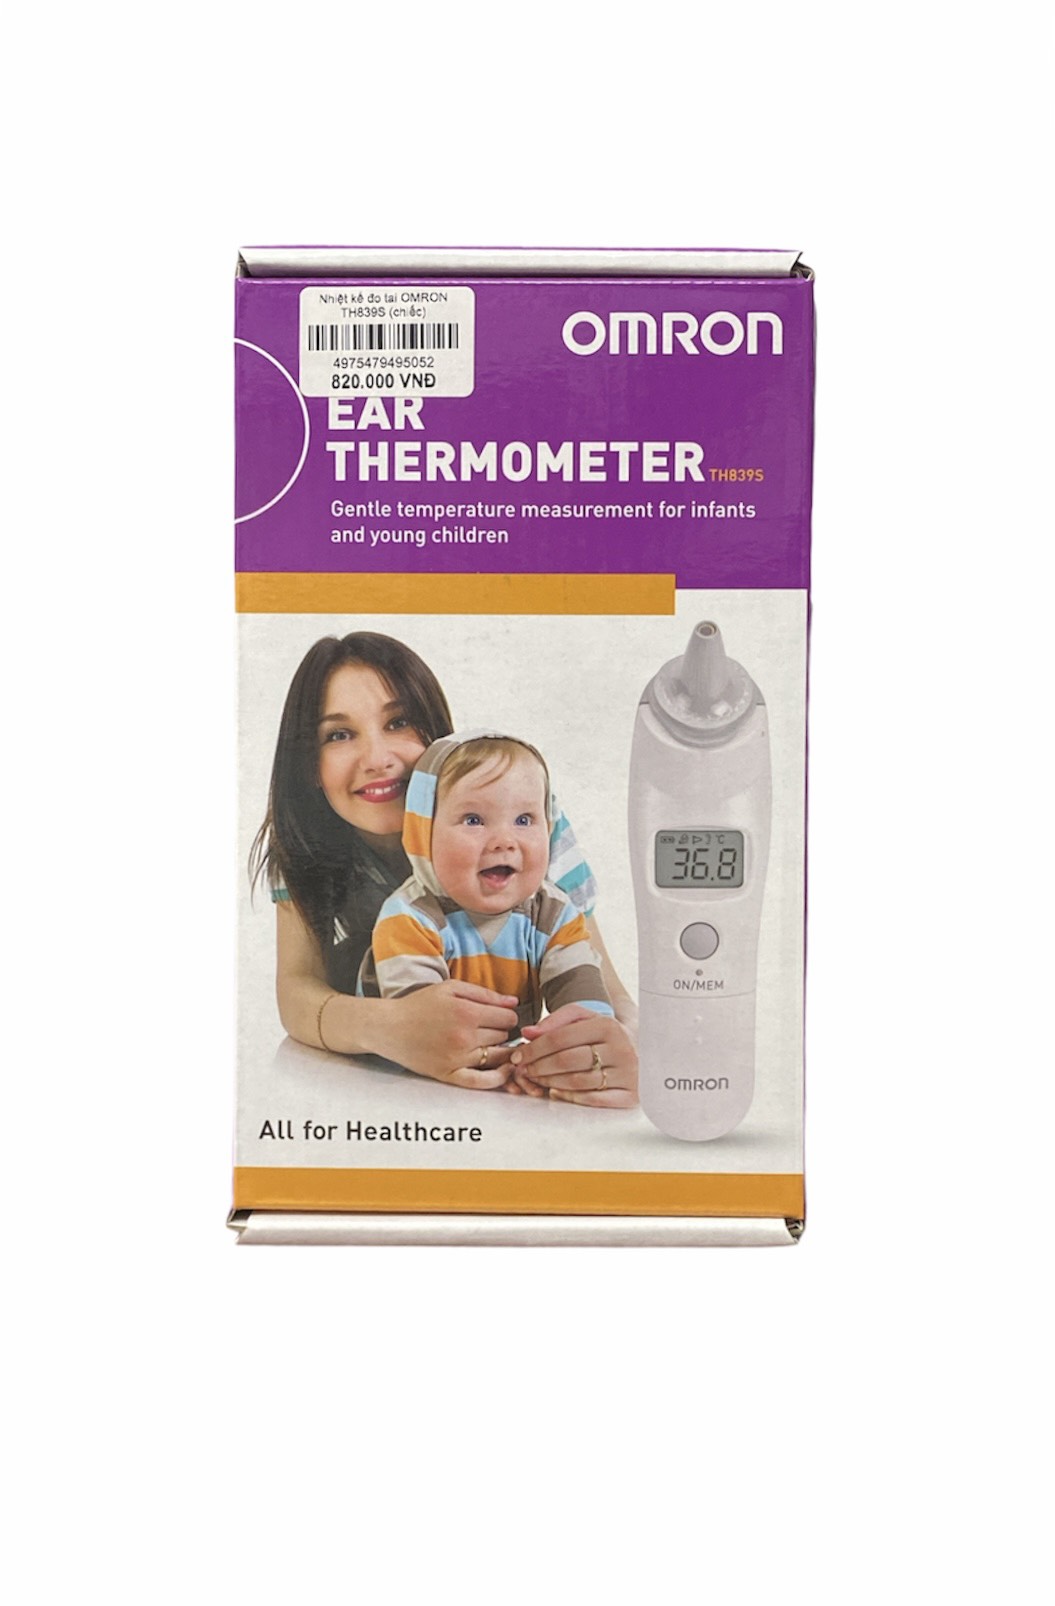 Nhiệt kế đo tai OMRON
TH839S (chiếc)
4975479495052
820.000 VNĐ
OMRON
EAR
THERMOMETER TH839S
Gentle temperature measurement for infants
and young children
°C
36.8
ON/MEM
OMRON
All for Healthcare